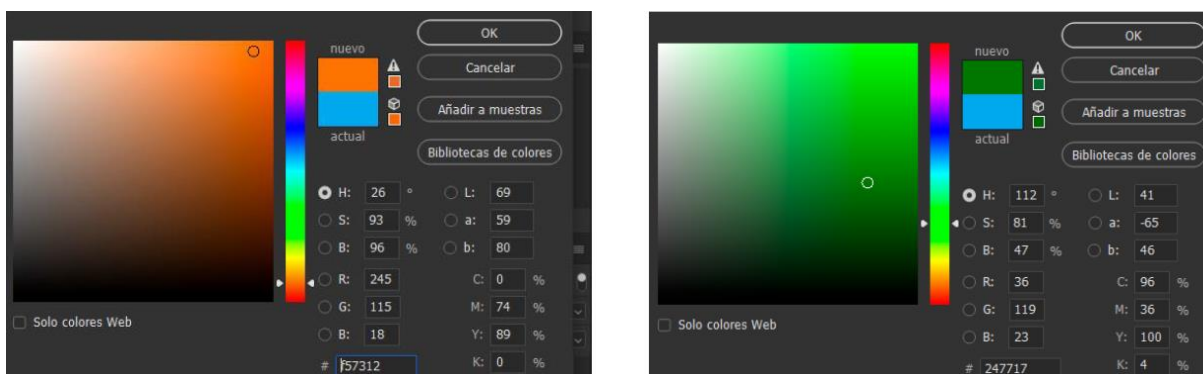 nuevo
actual
OK
Cancelar
Añadir a muestras
Bibliotecas de colores
H: 26 °
S: 93 %
B: 96 %
R: 245
G: 115
B: 18
# f57312
L: 69
a: 59
b: 80
C: 0 %
M: 74 %
Y: 89 %
K: 0 %
Solo colores Web
nuevo
actual
OK
Cancelar
Añadir a muestras
Bibliotecas de colores
H: 112 °
S: 81 %
B: 47 %
R: 36
G: 119
B: 23
# 247717
L: 41
a: -65
b: 46
C: 96 %
M: 36 %
Y: 100 %
K: 4 %
Solo colores Web